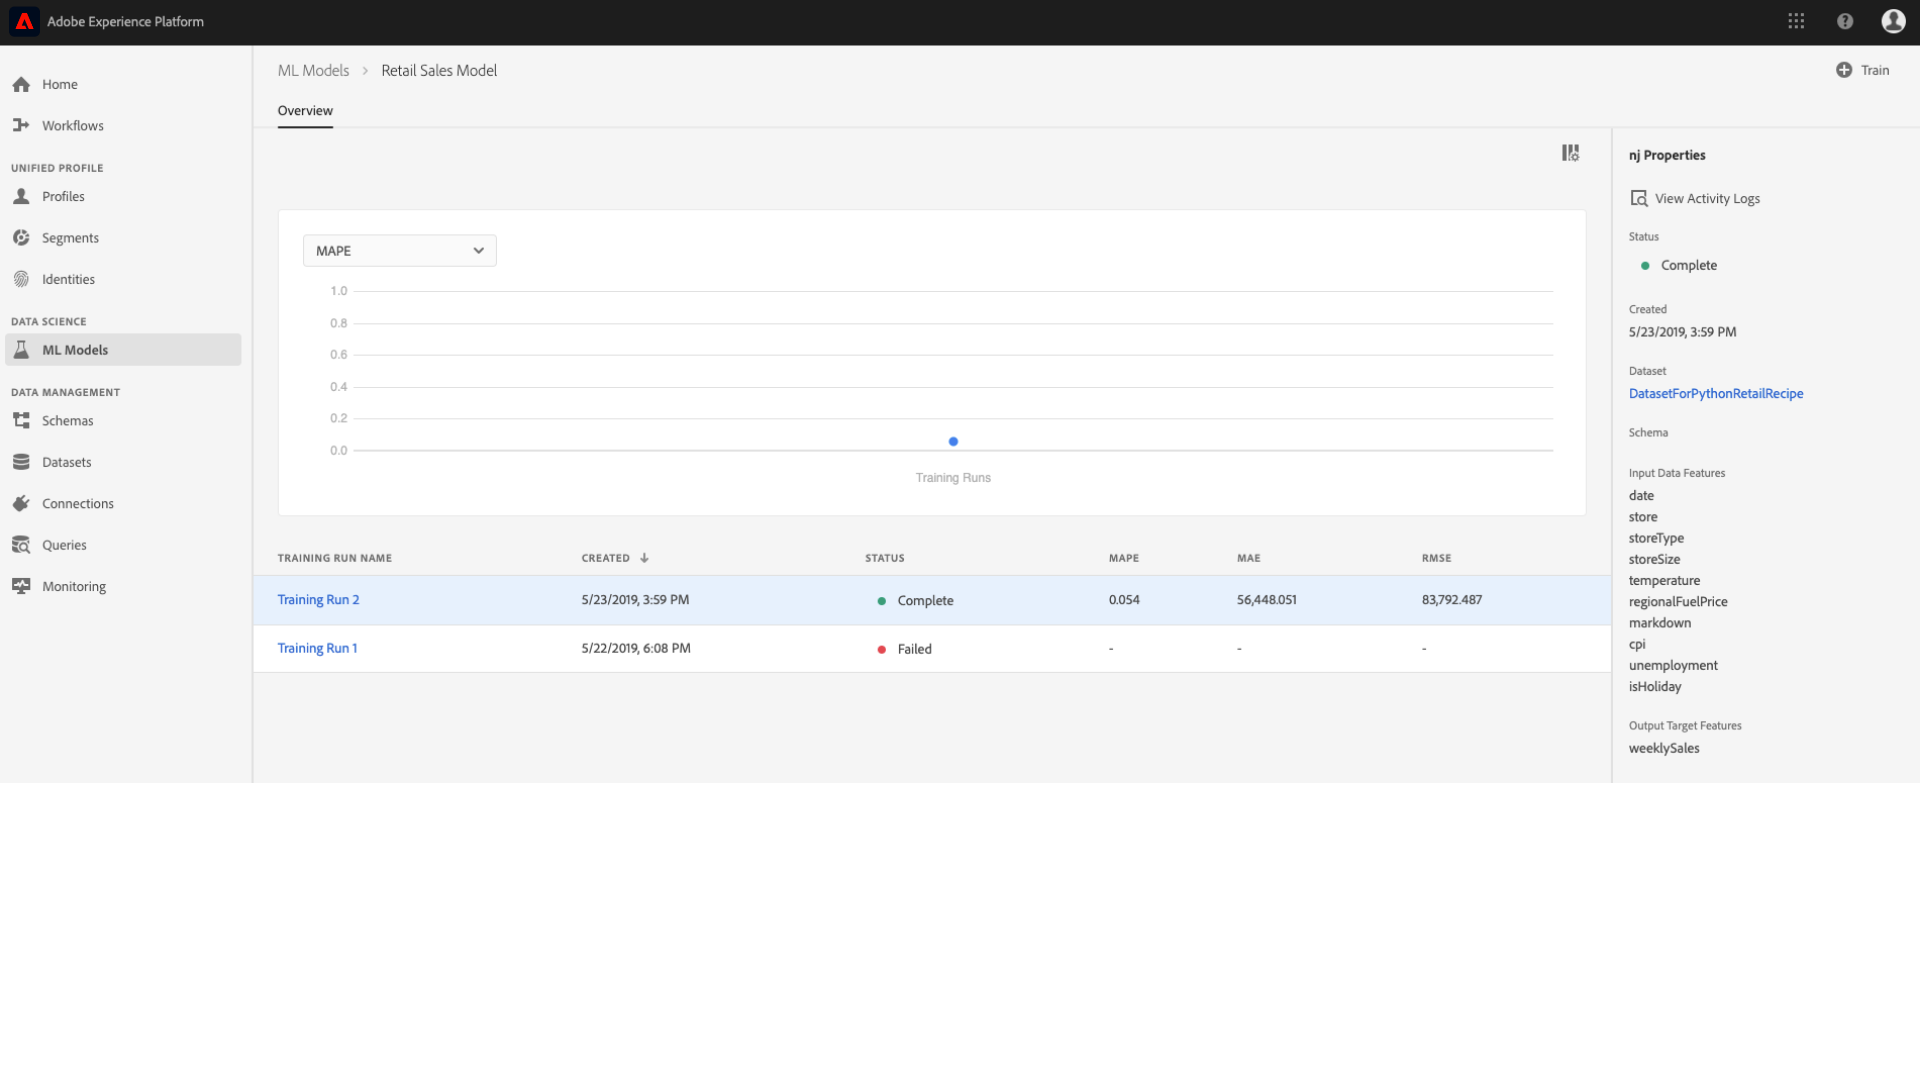 Adobe Experience Platform
Home
Workflows
UNIFIED PROFILE
Profiles
Segments
Identities
DATA SCIENCE
ML Models
DATA MANAGEMENT
Schemas
Datasets
Connections
Queries
Monitoring
ML Models > Retail Sales Model
Train
Overview
MAPE
1.0
0.8
0.6
0.4
0.2
0.0
Training Runs
TRAINING RUN NAME CREATED ↓ STATUS MAPE MAE RMSE
Training Run 2 5/23/2019, 3:59 PM Complete 0.054 56,448.051 83,792.487
Training Run 1 5/22/2019, 6:08 PM Failed - - -
nj Properties
View Activity Logs
Status
Complete
Created
5/23/2019, 3:59 PM
Dataset
DatasetForPythonRetailRecipe
Schema
Input Data Features
date
store
storeType
storeSize
temperature
regionalFuelPrice
markdown
cpi
unemployment
isHoliday
Output Target Features
weeklySales